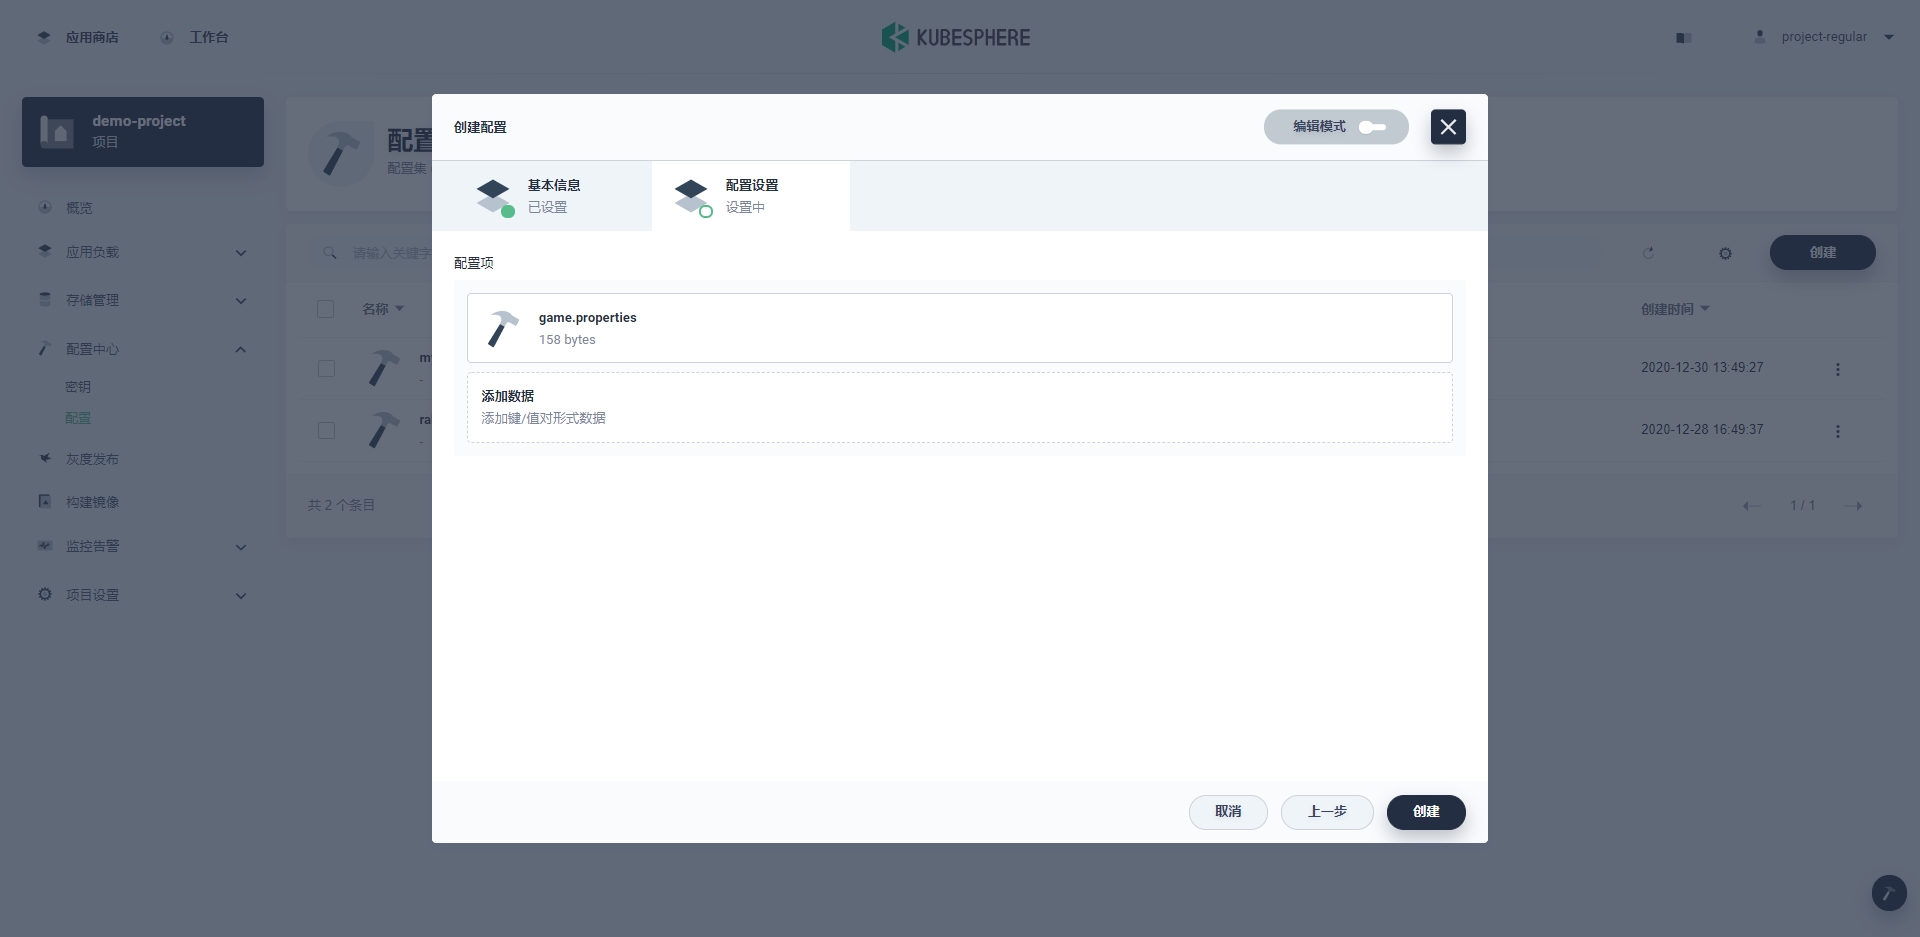 应用商店
工作台
KUBESPHERE
project-regular
demo-project
项目
概览
应用负载
存储管理
配置中心
密钥
配置
灰度发布
构建镜像
监控告警
项目设置
配置
配置集
请输入关键字
创建
名称
创建时间
m
-
2020-12-30 13:49:27
ra
-
2020-12-28 16:49:37
共 2 个条目
1 / 1
创建配置
编辑模式
基本信息
已设置
配置设置
设置中
配置项
game.properties
158 bytes
添加数据
添加键/值对形式数据
取消
上一步
创建